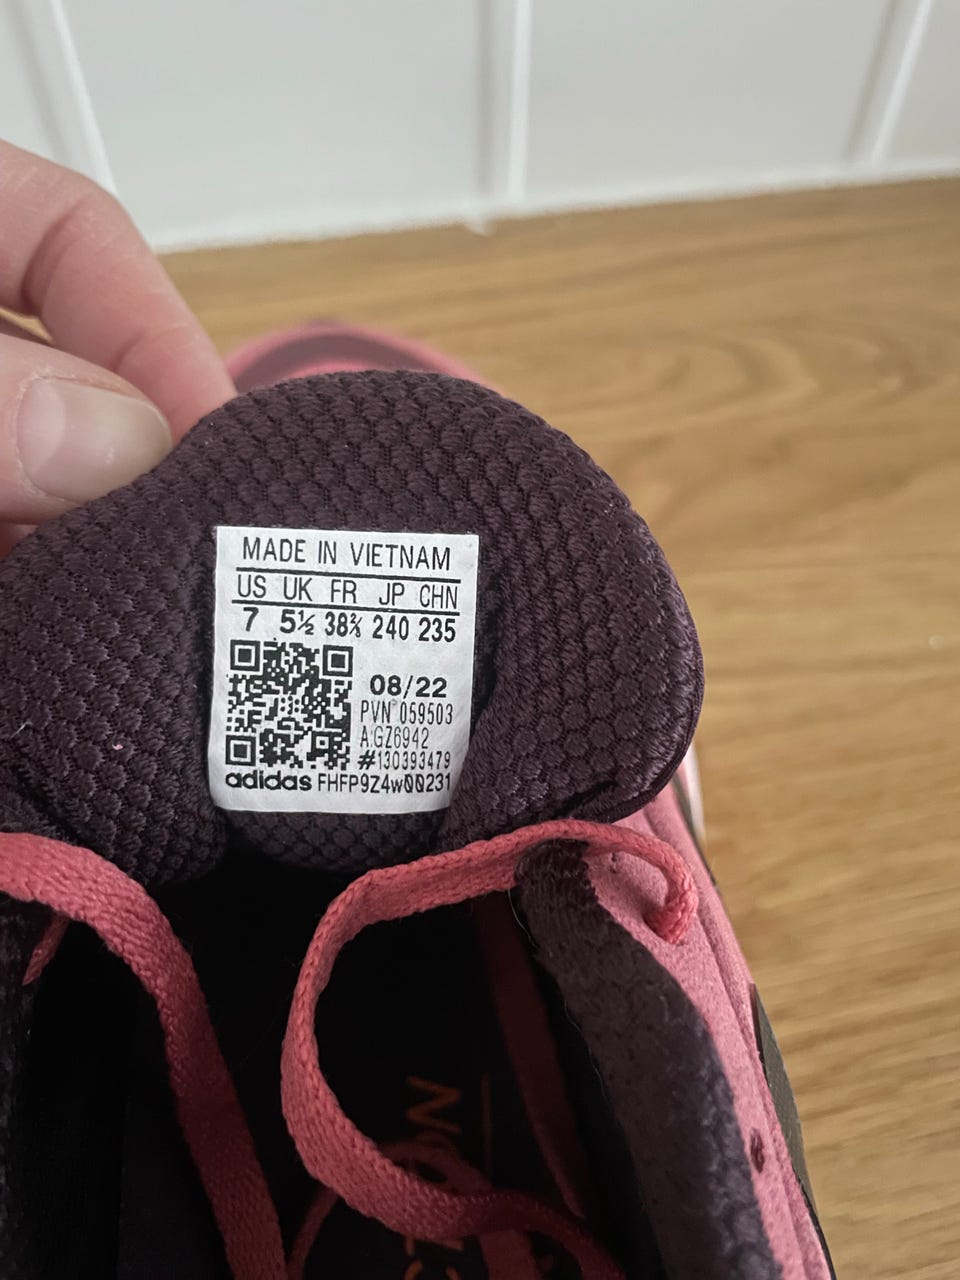 MADE IN VIETNAM
US UK FR JP CHN
7 5½ 38⅔ 240 235
08/22
PVN 059503
A:GZ6942
#130393479
adidas FHFP9Z4w00231